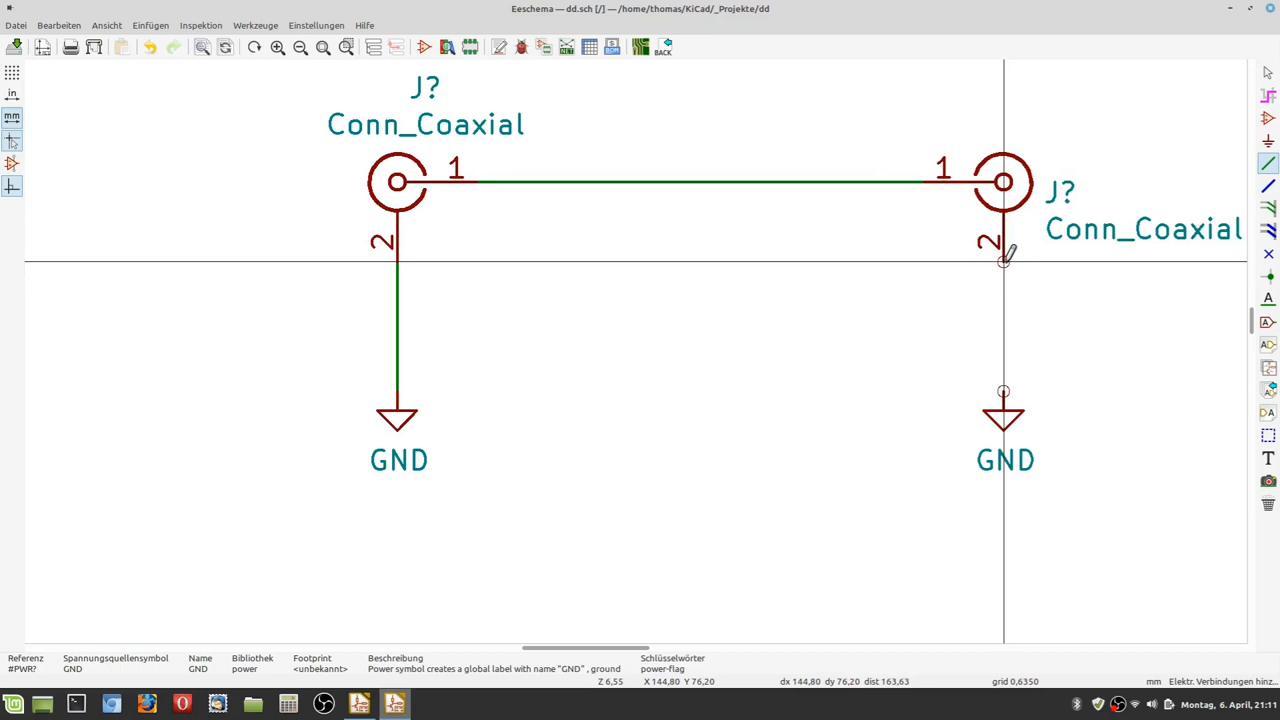 Eeschema — dd.sch [/] — /home/thomas/KiCad/_Projekte/dd
Datei Bearbeiten Ansicht Einfügen Inspektion Werkzeuge Einstellungen Hilfe
NET
BOM
BACK
in
mm
J?
Conn_Coaxial
1
1
J?
Conn_Coaxial
2
2
GND
GND
A
A
AD
DA
T
Referenz Spannungsquellensymbol Name Bibliothek Footprint Beschreibung Schlüsselwörter
#PWR? GND GND power <unbekannt> Power symbol creates a global label with name "GND" , ground power-flag
Z 6,55 X 144,80 Y 76,20 dx 144,80 dy 76,20 dist 163,63 grid 0,6350 mm Elektr. Verbindungen hinz...
Montag, 6. April, 21:11